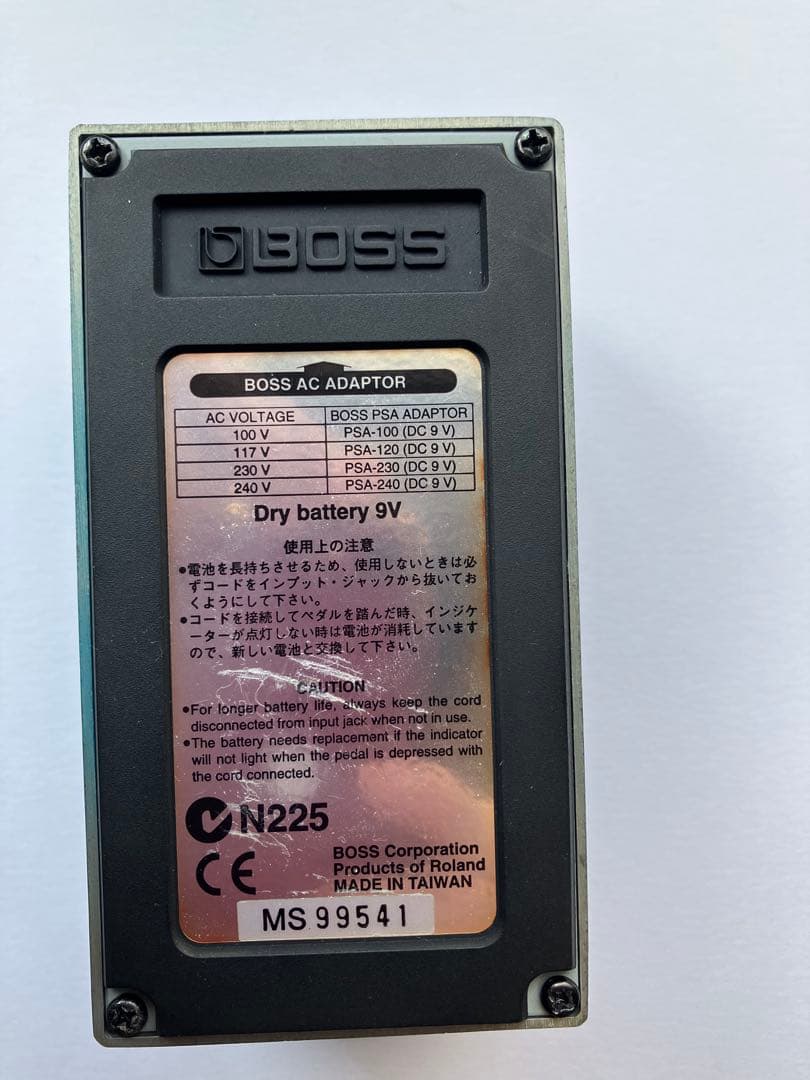 BOSS
BOSS AC ADAPTOR
AC VOLTAGE BOSS PSA ADAPTOR
100 V PSA-100 (DC 9 V)
117 V PSA-120 (DC 9 V)
230 V PSA-230 (DC 9 V)
240 V PSA-240 (DC 9 V)
Dry battery 9V
使用上の注意
●電池を長持ちさせるため、使用しないときは必
ずコードをインプット・ジャックから抜いてお
くようにして下さい。
●コードを接続してペダルを踏んだ時、インジケ
ーターが点灯しない時は電池が消耗しています
ので、新しい電池と交換して下さい。
CAUTION
●For longer battery life, always keep the cord
disconnected from input jack when not in use.
●The battery needs replacement if the indicator
will not light when the pedal is depressed with
the cord connected.
N225
CE
BOSS Corporation
Products of Roland
MADE IN TAIWAN
MS 99541